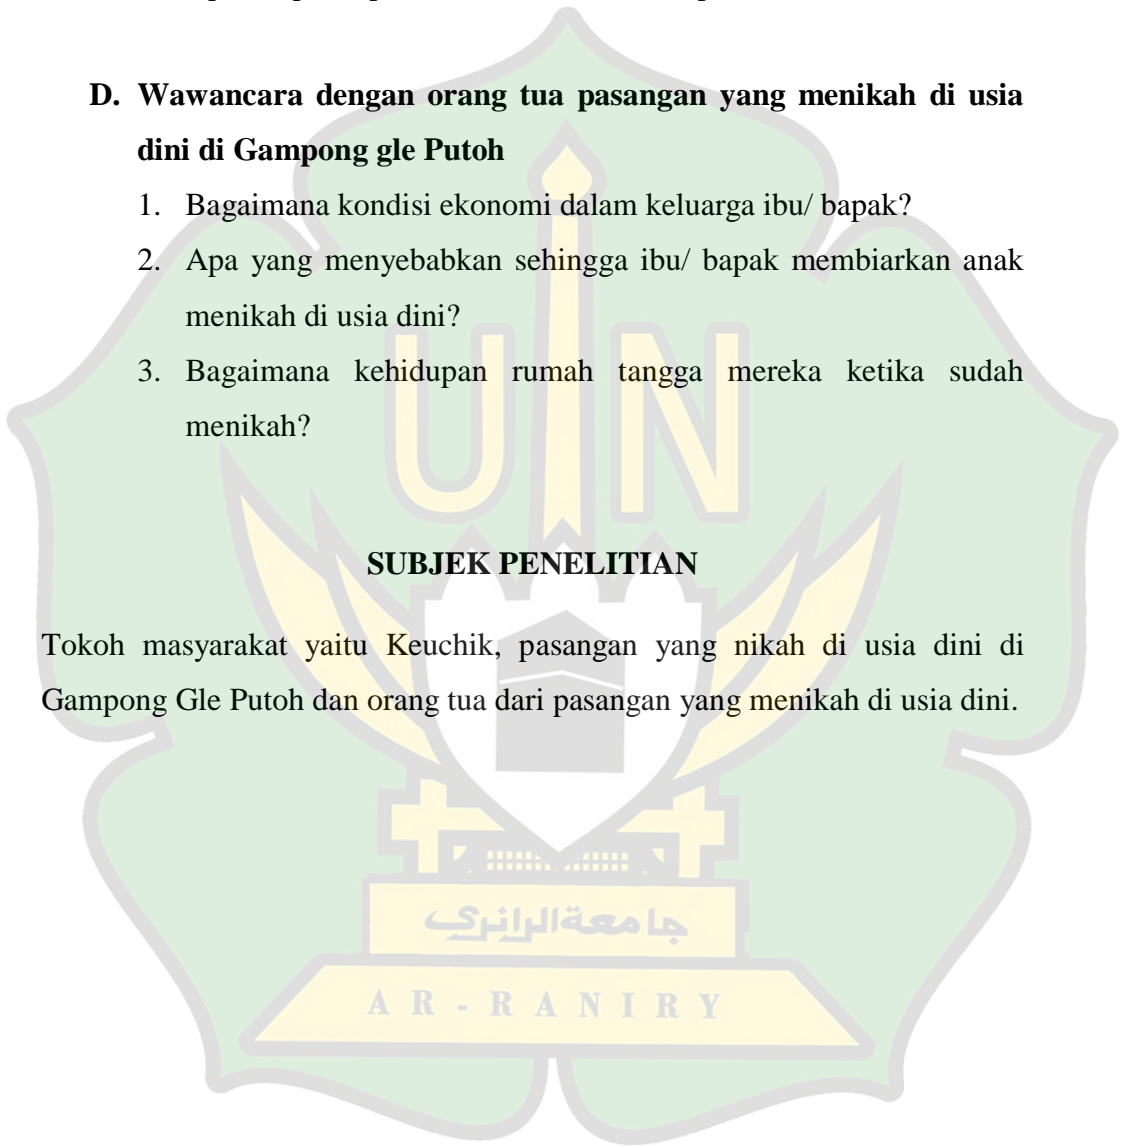 D. Wawancara dengan orang tua pasangan yang menikah di usia
dini di Gampong gle Putoh
1. Bagaimana kondisi ekonomi dalam keluarga ibu/ bapak?
2. Apa yang menyebabkan sehingga ibu/ bapak membiarkan anak
menikah di usia dini?
3. Bagaimana kehidupan rumah tangga mereka ketika sudah
menikah?
UIN
SUBJEK PENELITIAN
Tokoh masyarakat yaitu Keuchik, pasangan yang nikah di usia dini di
Gampong Gle Putoh dan orang tua dari pasangan yang menikah di usia dini.
جامعة الرانري
AR-RANIRY